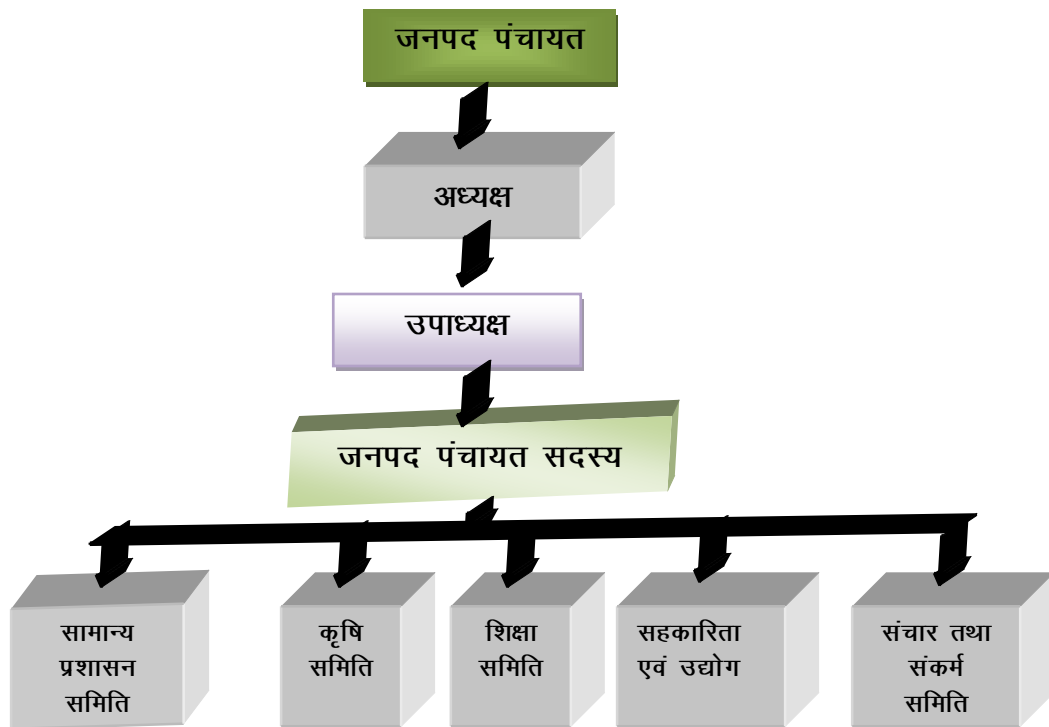 जनपद पंचायत
अध्यक्ष
उपाध्यक्ष
जनपद पंचायत सदस्य
सामान्य
प्रशासन
समिति
कृषि
समिति
शिक्षा
समिति
सहकारिता
एवं उद्योग
संचार तथा
संकर्म
समिति